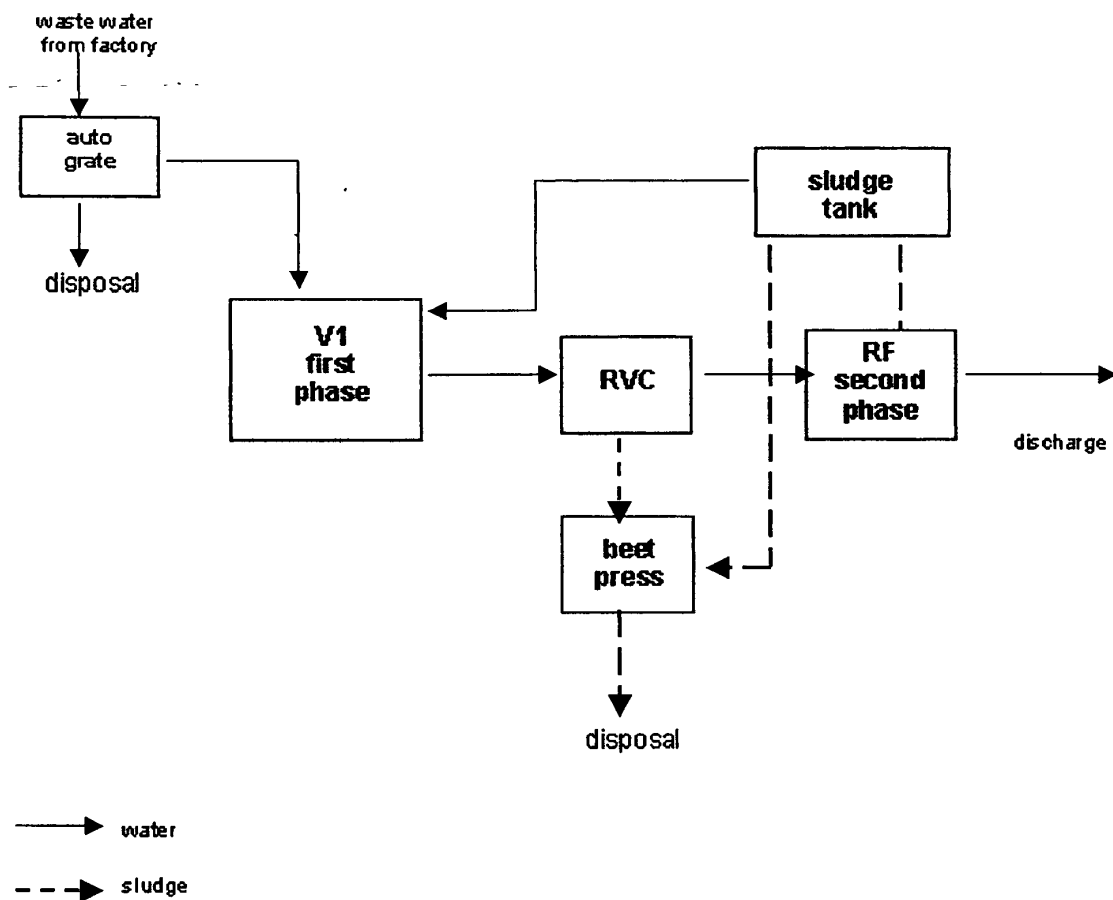 waste water
from factory
auto
grate
disposal
sludge
tank
V1
first
phase
RVC
RF
second
phase
discharge
beet
press
disposal
water
sludge